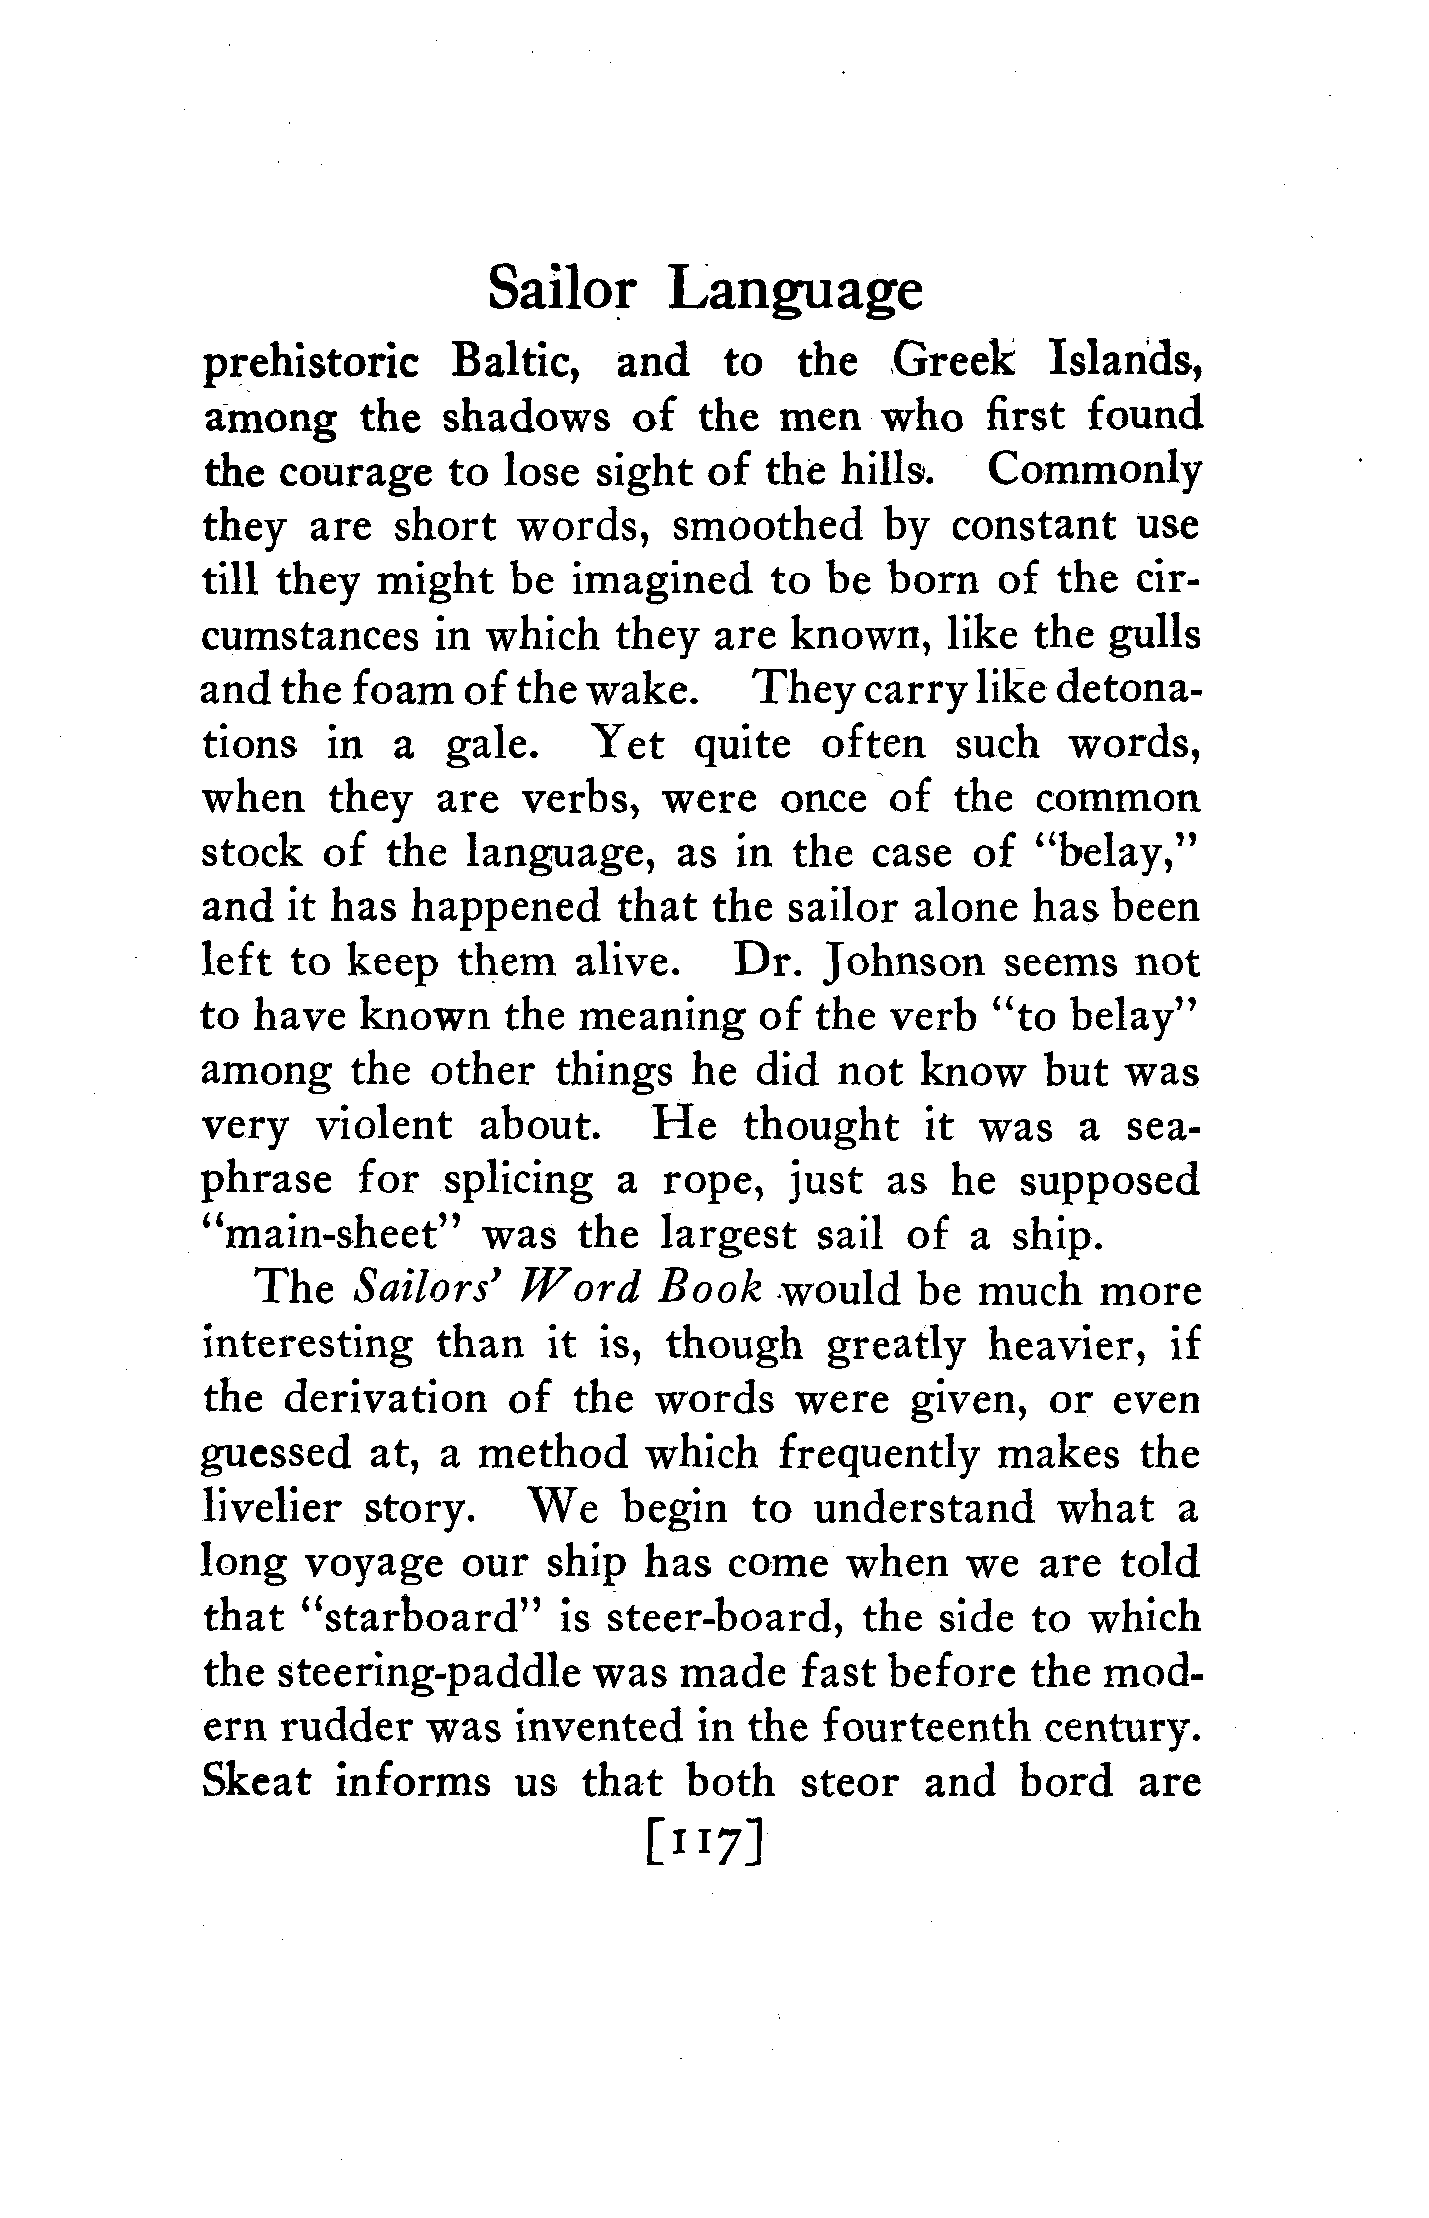 Sailor Language
prehistoric Baltic, and to the Greek Islands,
among the shadows of the men who first found
the courage to lose sight of the hills. Commonly
they are short words, smoothed by constant use
till they might be imagined to be born of the cir-
cumstances in which they are known, like the gulls
and the foam of the wake. They carry like detona-
tions in a gale. Yet quite often such words,
when they are verbs, were once of the common
stock of the language, as in the case of "belay,"
and it has happened that the sailor alone has been
left to keep them alive. Dr. Johnson seems not
to have known the meaning of the verb "to belay"
among the other things he did not know but was
very violent about. He thought it was a sea-
phrase for splicing a rope, just as he supposed
"main-sheet" was the largest sail of a ship.
The Sailors' Word Book would be much more
interesting than it is, though greatly heavier, if
the derivation of the words were given, or even
guessed at, a method which frequently makes the
livelier story. We begin to understand what a
long voyage our ship has come when we are told
that "starboard" is steer-board, the side to which
the steering-paddle was made fast before the mod-
ern rudder was invented in the fourteenth century.
Skeat informs us that both steor and bord are
[117]